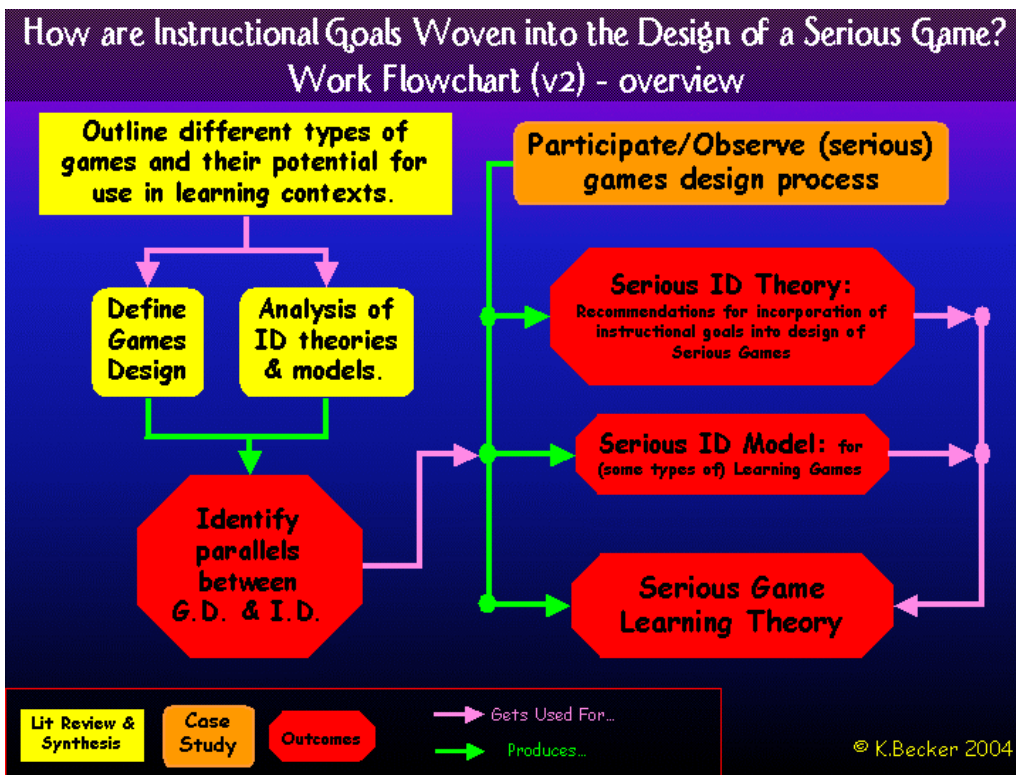 How are Instructional Goals Woven into the Design of a Serious Game?
Work Flowchart (v2) - overview
Outline different types of
games and their potential for
use in learning contexts.
Participate/Observe (serious)
games design process
Define
Games
Design
Analysis of
ID theories
& models.
Serious ID Theory:
Recommendations for incorporation of
instructional goals into design of
Serious Games
Serious ID Model: for
(some types of) Learning Games
Identify
parallels
between
G.D. & I.D.
Serious Game
Learning Theory
Lit Review &
Synthesis
Case
Study
Outcomes
Gets Used For...
Produces...
© K.Becker 2004